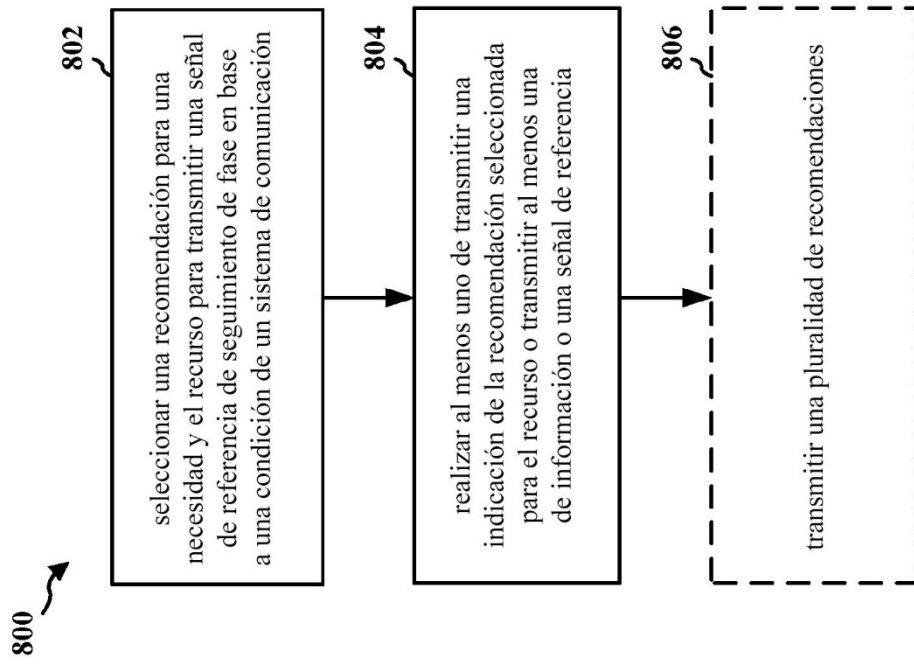 800
802
seleccionar una recomendación para una
necesidad y el recurso para transmitir una señal
de referencia de seguimiento de fase en base
a una condición de un sistema de comunicación
804
realizar al menos uno de transmitir una
indicación de la recomendación seleccionada
para el recurso o transmitir al menos una
de información o una señal de referencia
806
transmitir una pluralidad de recomendaciones